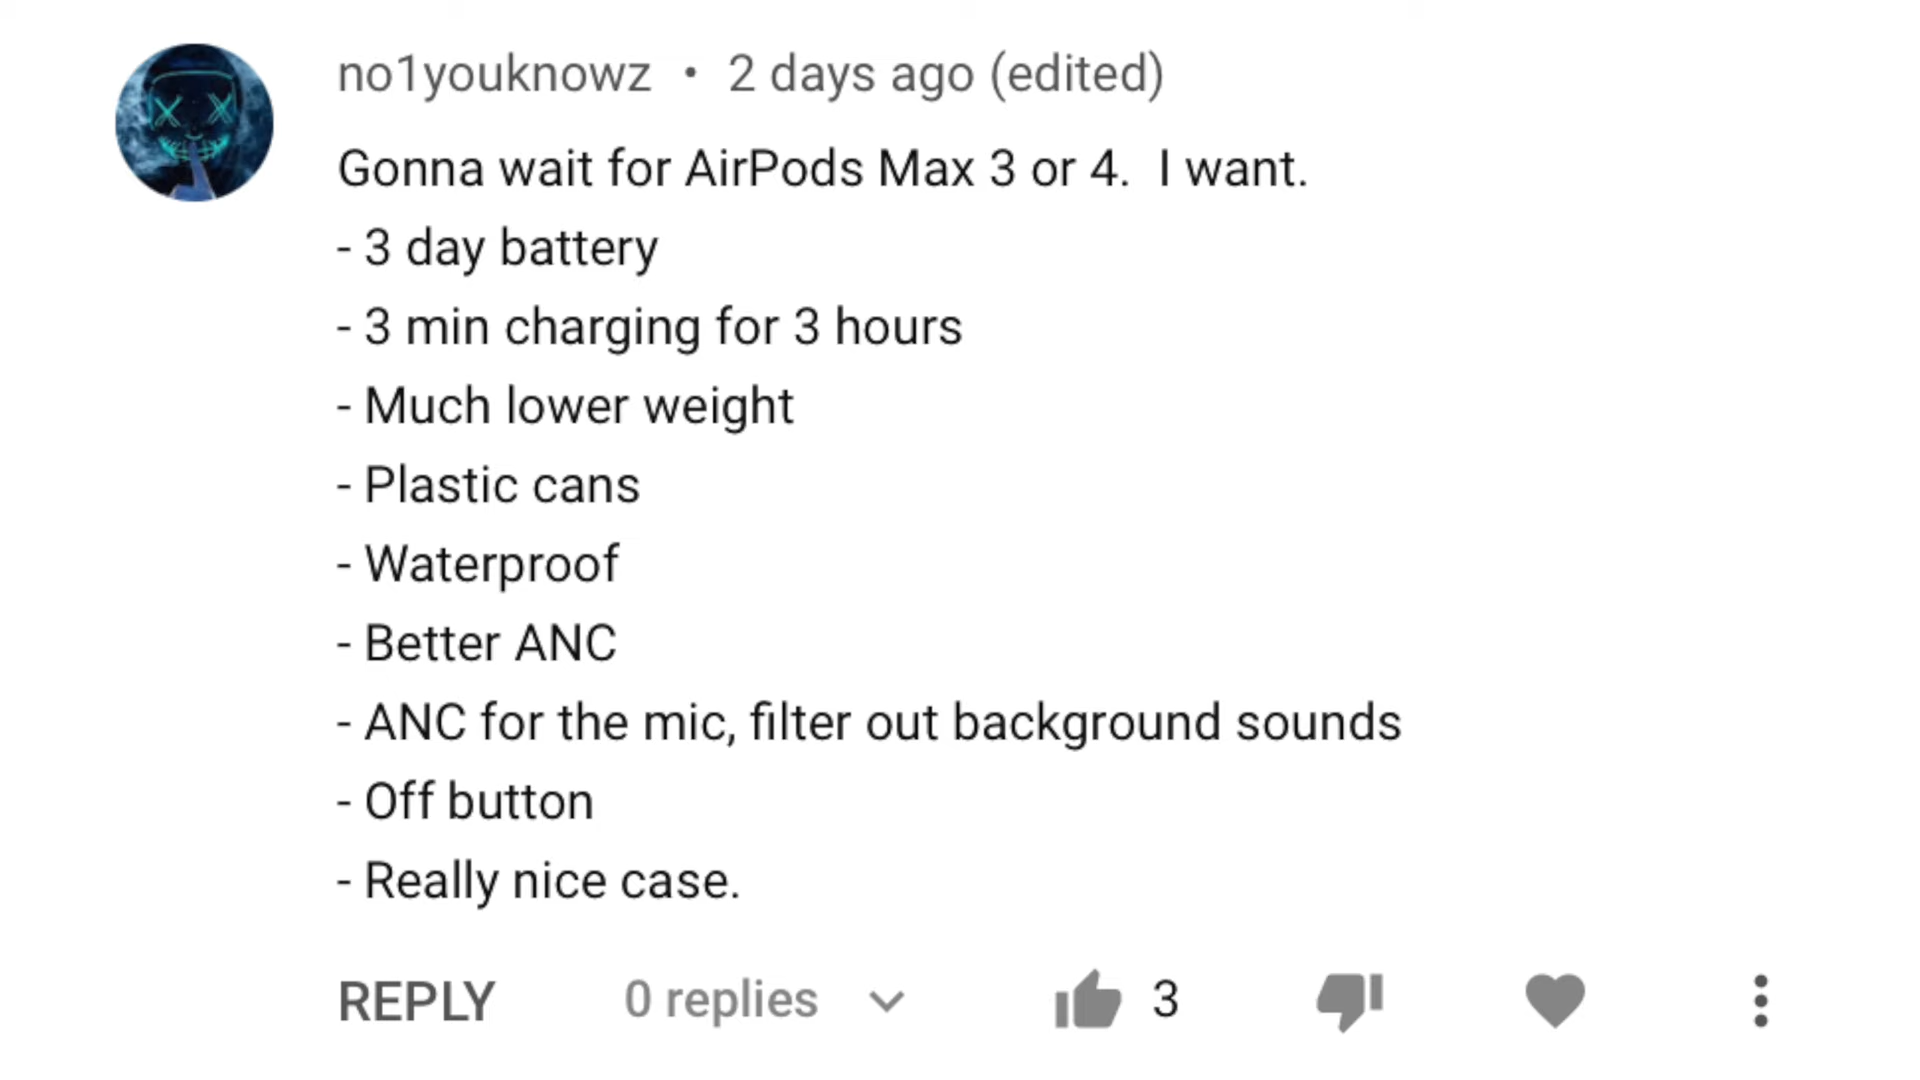 no1youknowz • 2 days ago (edited)
Gonna wait for AirPods Max 3 or 4.  I want.
- 3 day battery
- 3 min charging for 3 hours
- Much lower weight
- Plastic cans
- Waterproof
- Better ANC
- ANC for the mic, filter out background sounds
- Off button
- Really nice case.
REPLY 0 replies 3